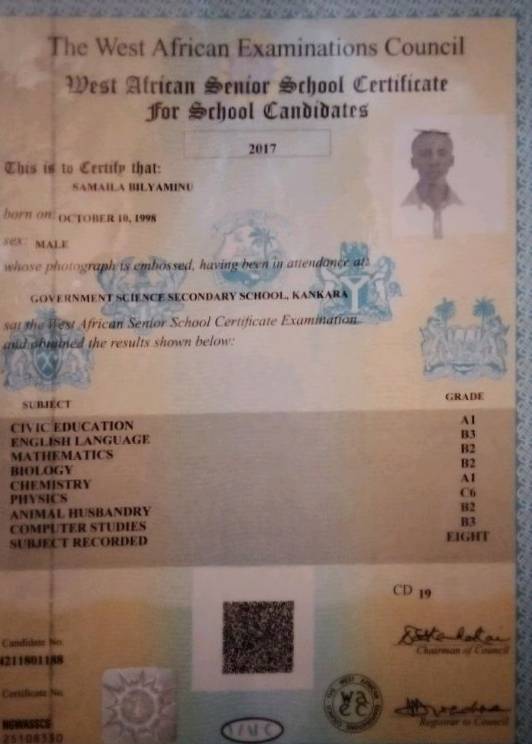 The West African Examinations Council
West African Senior School Certificate
For School Candidates
2017
This is to Certify that:
SAMAILA BILYAMINU
born on: OCTOBER 10, 1998
sex: MALE
whose photograph is embossed, having been in attendance at:
GOVERNMENT SCIENCE SECONDARY SCHOOL, KANKARA
sat the West African Senior School Certificate Examination
and obtained the results shown below:
SUBJECT GRADE
CIVIC EDUCATION A1
ENGLISH LANGUAGE B3
MATHEMATICS B2
BIOLOGY B2
CHEMISTRY A1
PHYSICS C6
ANIMAL HUSBANDRY B2
COMPUTER STUDIES B3
SUBJECT RECORDED EIGHT
CD 19
Chairman of Council
Candidate No.
4211801188
Certificate No.
NGWASSCS
25108330
Registrar to Council